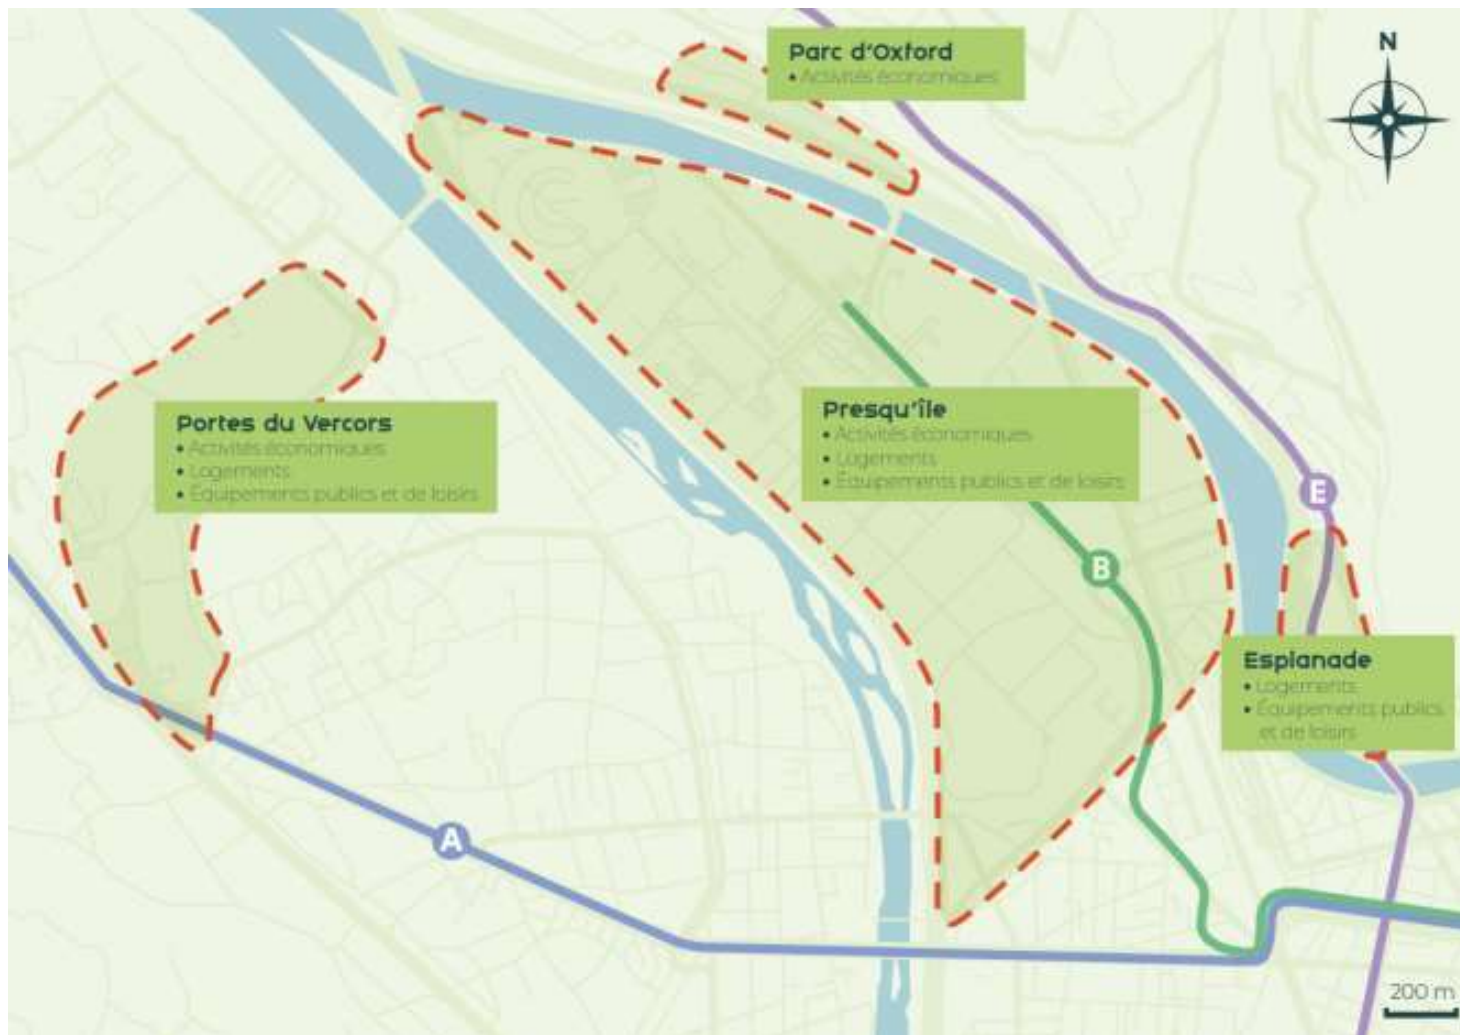 Parc d'Oxford
• Activités économiques
N
Portes du Vercors
• Activités économiques
• Logements
• Équipements publics et de loisirs
Presqu'île
• Activités économiques
• Logements
• Équipements publics et de loisirs
E
B
Esplanade
• Logements
• Équipements publics
et de loisirs
A
200 m